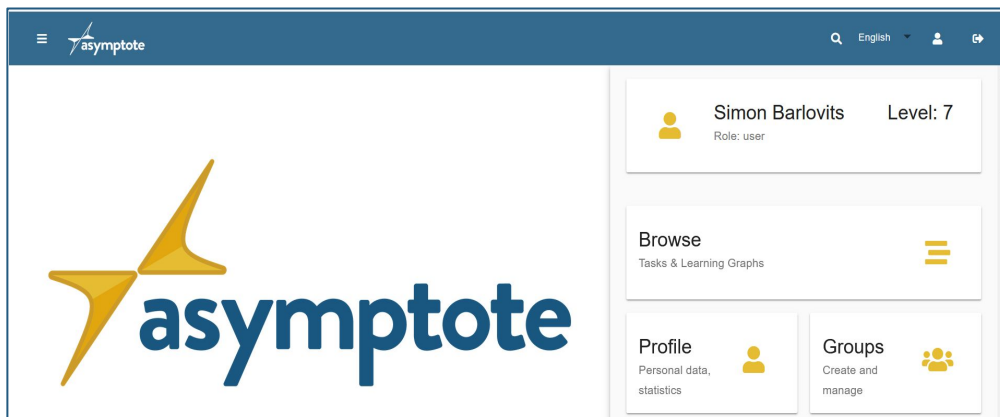 asymptote
English
Simon Barlovits Level: 7
Role: user
asymptote
Browse
Tasks & Learning Graphs
Profile
Personal data,
statistics
Groups
Create and
manage